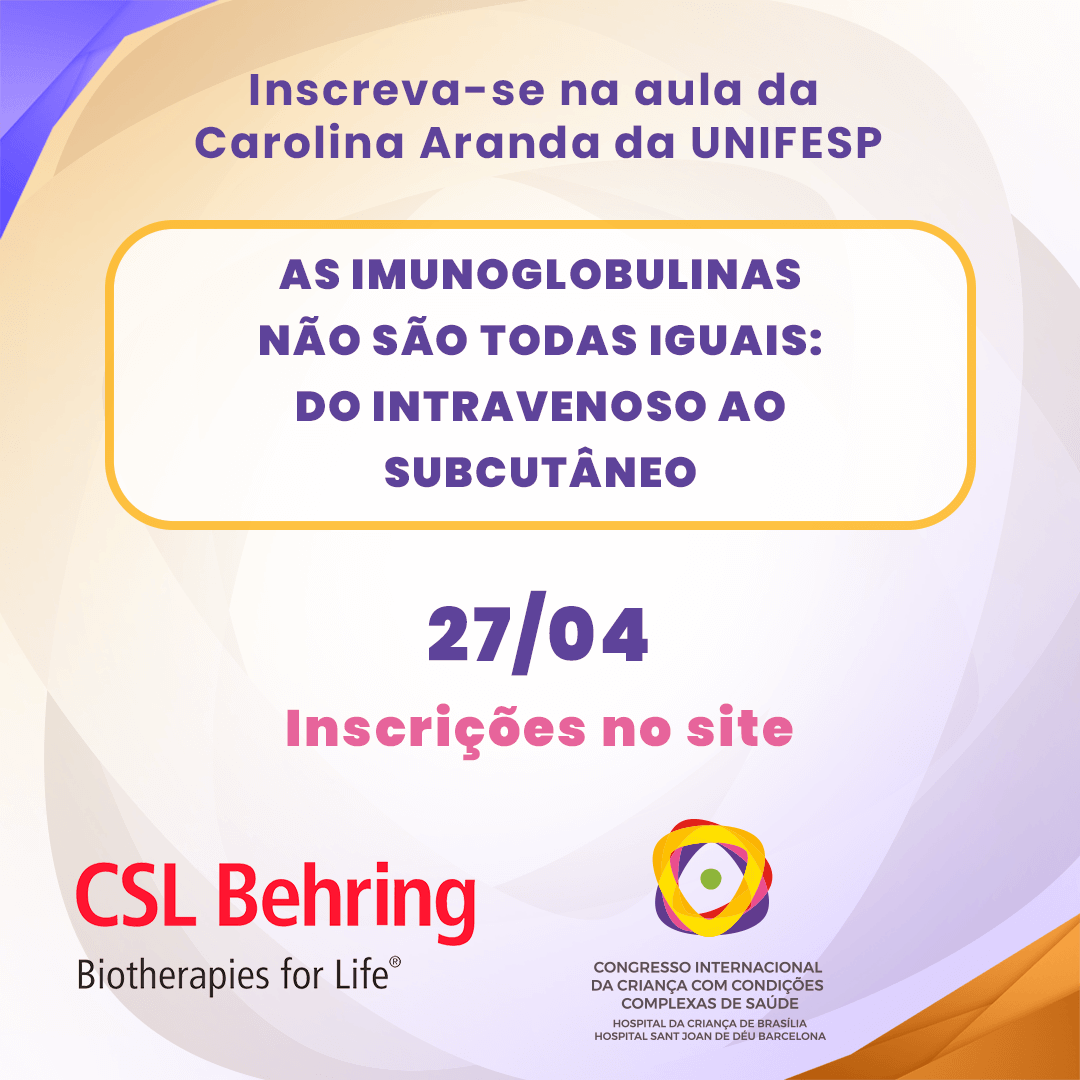 Inscreva-se na aula da
Carolina Aranda da UNIFESP
AS IMUNOGLOBULINAS
NÃO SÃO TODAS IGUAIS:
DO INTRAVENOSO AO
SUBCUTÂNEO
27/04
Inscrições no site
CSL Behring
Biotherapies for Life®
CONGRESSO INTERNACIONAL
DA CRIANÇA COM CONDIÇÕES
COMPLEXAS DE SAÚDE
HOSPITAL DA CRIANÇA DE BRASÍLIA
HOSPITAL SANT JOAN DE DÉU BARCELONA